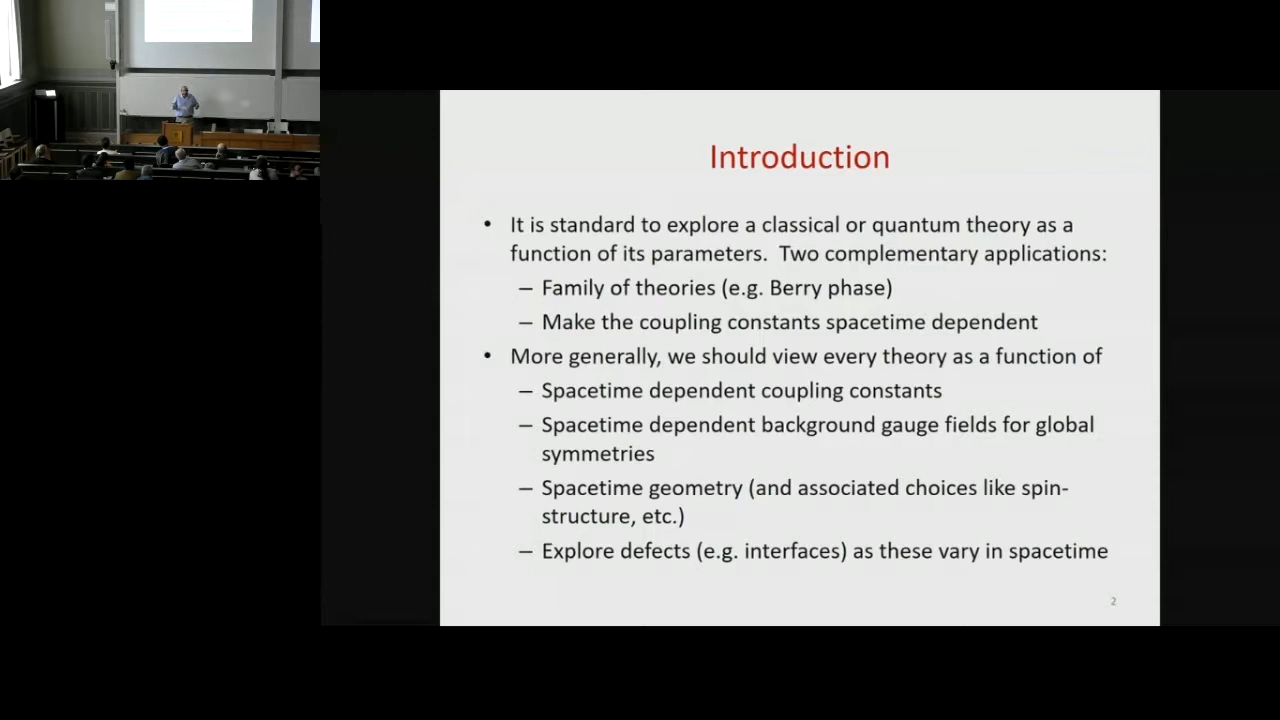 Introduction
• It is standard to explore a classical or quantum theory as a
function of its parameters.  Two complementary applications:
– Family of theories (e.g. Berry phase)
– Make the coupling constants spacetime dependent
• More generally, we should view every theory as a function of
– Spacetime dependent coupling constants
– Spacetime dependent background gauge fields for global
symmetries
– Spacetime geometry (and associated choices like spin-
structure, etc.)
– Explore defects (e.g. interfaces) as these vary in spacetime
2